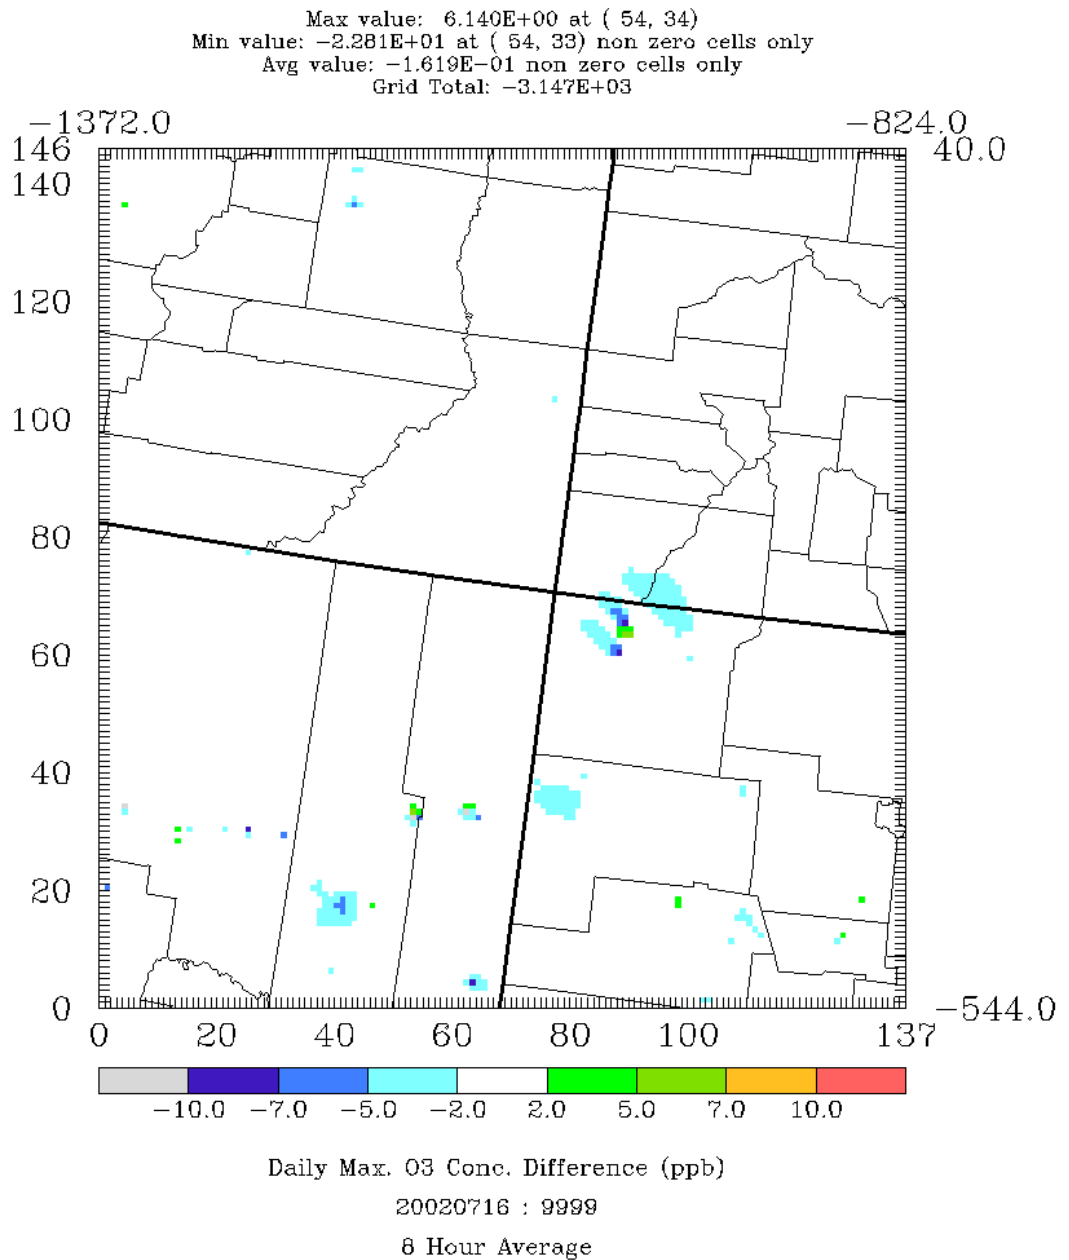 Max value: 6.140E+00 at ( 54, 34)
Min value: −2.281E+01 at ( 54, 33) non zero cells only
Avg value: −1.619E−01 non zero cells only
Grid Total: −3.147E+03
−1372.0 −824.0
146 40.0
140
120
100
80
60
40
20
0 −544.0
0 20 40 60 80 100 137
−10.0 −7.0 −5.0 −2.0 2.0 5.0 7.0 10.0
Daily Max. O3 Conc. Difference (ppb)
20020716 : 9999
8 Hour Average